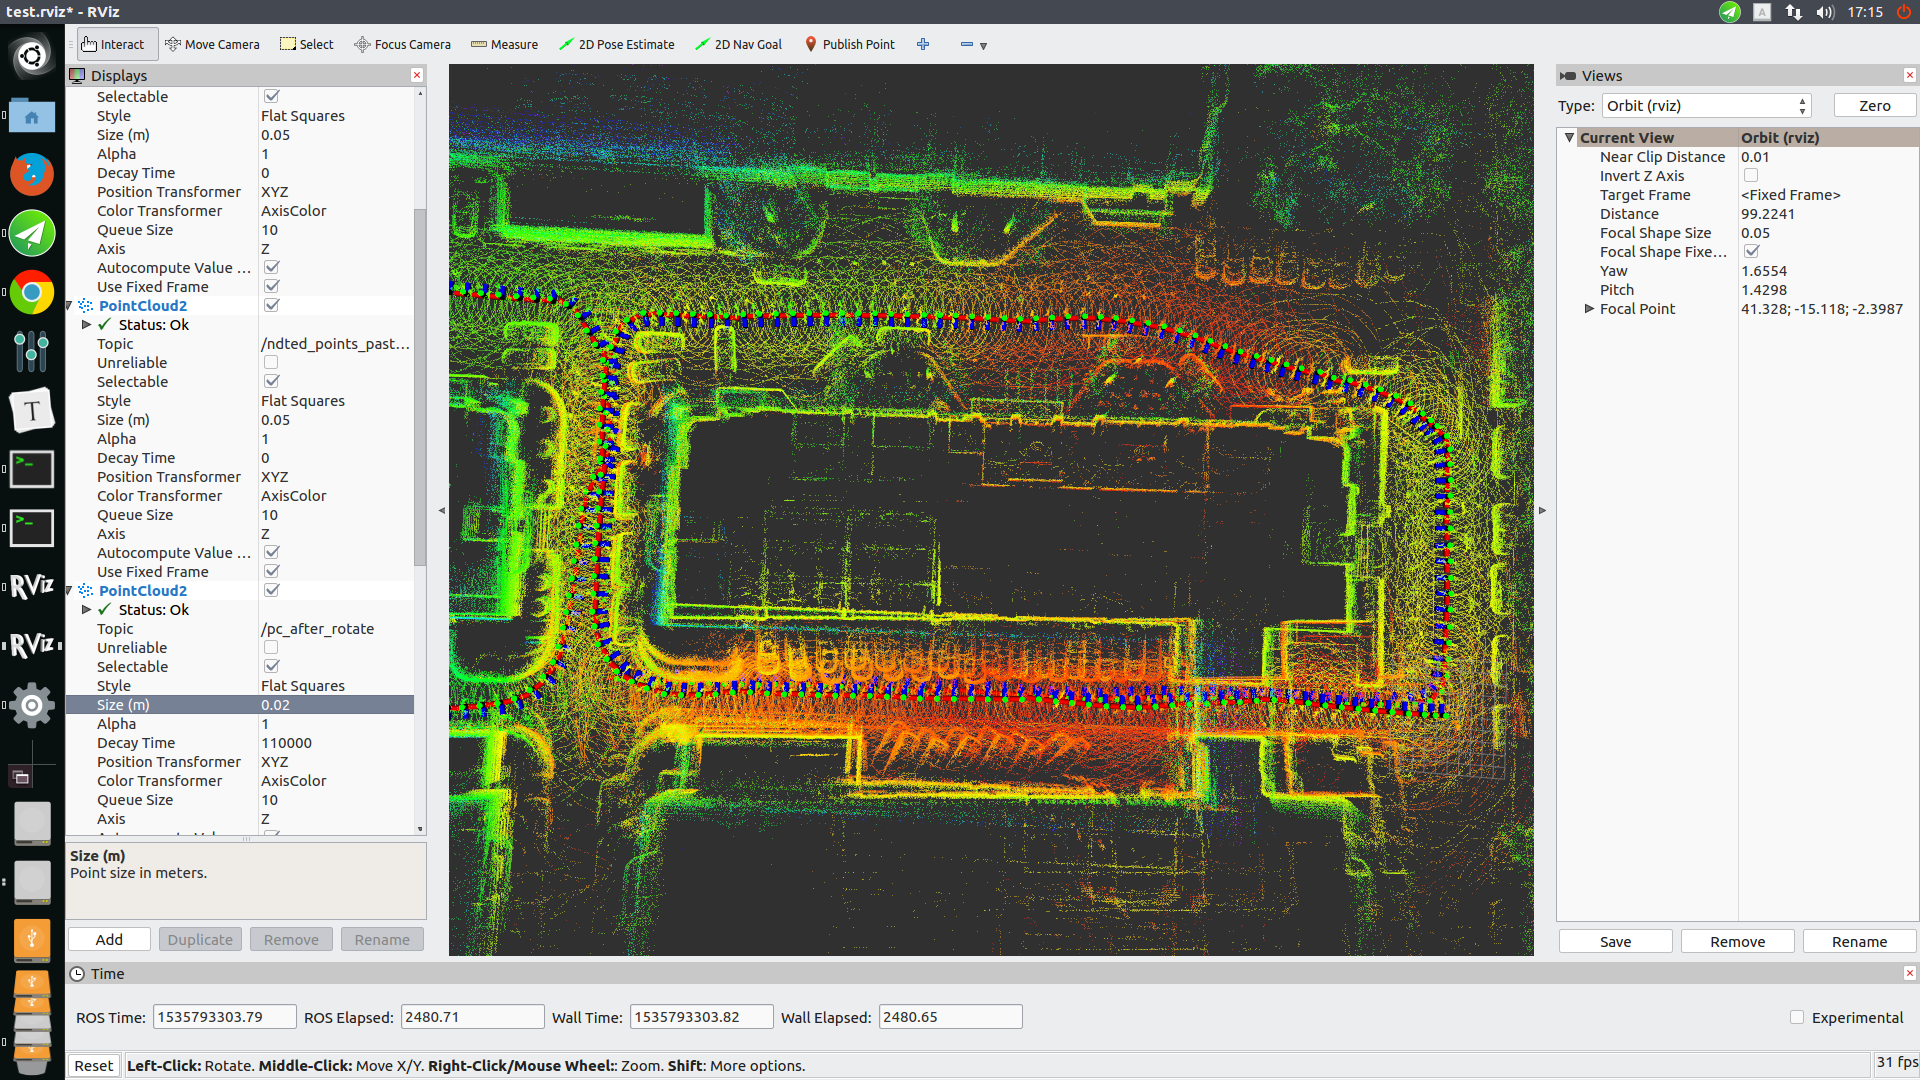 test.rviz* - RViz
A
17:15
Interact
Move Camera
Select
Focus Camera
Measure
2D Pose Estimate
2D Nav Goal
Publish Point
Displays
Selectable
Style Flat Squares
Size (m) 0.05
Alpha 1
Decay Time 0
Position Transformer XYZ
Color Transformer AxisColor
Queue Size 10
Axis Z
Autocompute Value ...
Use Fixed Frame
PointCloud2
Status: Ok
Topic /ndted_points_past...
Unreliable
Selectable
Style Flat Squares
Size (m) 0.05
Alpha 1
Decay Time 0
Position Transformer XYZ
Color Transformer AxisColor
Queue Size 10
Axis Z
Autocompute Value ...
Use Fixed Frame
PointCloud2
Status: Ok
Topic /pc_after_rotate
Unreliable
Selectable
Style Flat Squares
Size (m) 0.02
Alpha 1
Decay Time 110000
Position Transformer XYZ
Color Transformer AxisColor
Queue Size 10
Axis Z
Size (m)
Point size in meters.
Add
Duplicate
Remove
Rename
Views
Type: Orbit (rviz)
Zero
Current View Orbit (rviz)
Near Clip Distance 0.01
Invert Z Axis
Target Frame <Fixed Frame>
Distance 99.2241
Focal Shape Size 0.05
Focal Shape Fixe...
Yaw 1.6554
Pitch 1.4298
Focal Point 41.328; -15.118; -2.3987
Save
Remove
Rename
Time
ROS Time: 1535793303.79
ROS Elapsed: 2480.71
Wall Time: 1535793303.82
Wall Elapsed: 2480.65
Experimental
Reset
Left-Click: Rotate. Middle-Click: Move X/Y. Right-Click/Mouse Wheel:: Zoom. Shift: More options.
31 fps
T
>_
>_
RViz
RViz